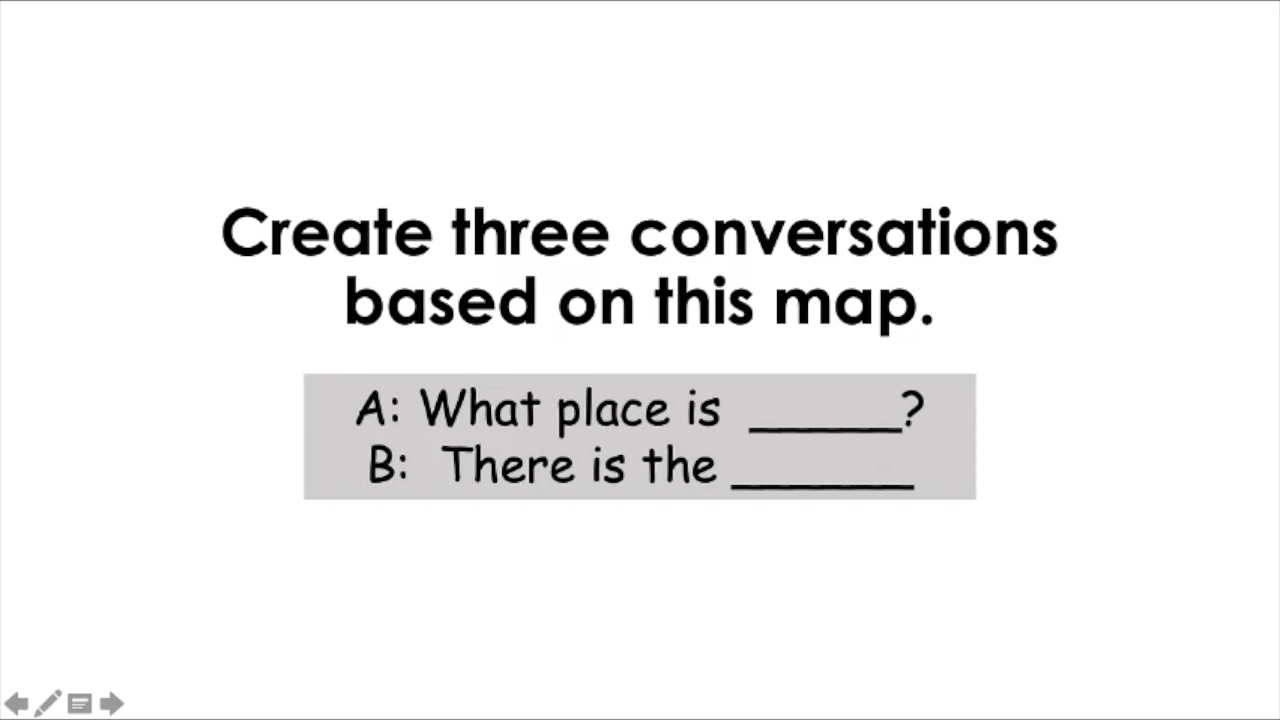 Create three conversations
based on this map.
A: What place is ______?
B: There is the _______